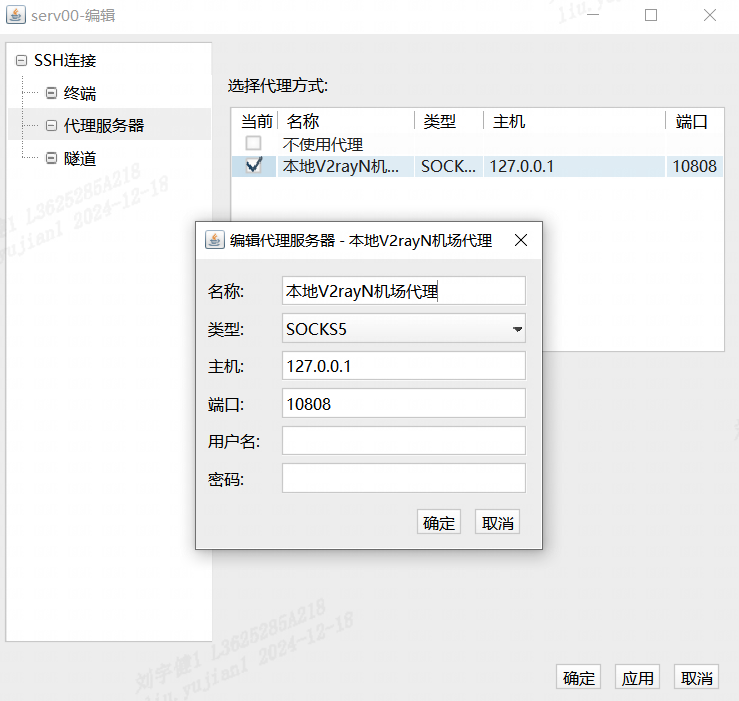 serv00-编辑
SSH连接
终端
代理服务器
隧道
选择代理方式:
当前 名称 类型 主机 端口
不使用代理
本地V2rayN机... SOCK... 127.0.0.1 10808
编辑代理服务器 - 本地V2rayN机场代理
名称: 本地V2rayN机场代理
类型: SOCKS5
主机: 127.0.0.1
端口: 10808
用户名:
密码:
确定 取消
刘宇健1 L3625285A218
liu.yujian1 2024-12-18
确定 应用 取消